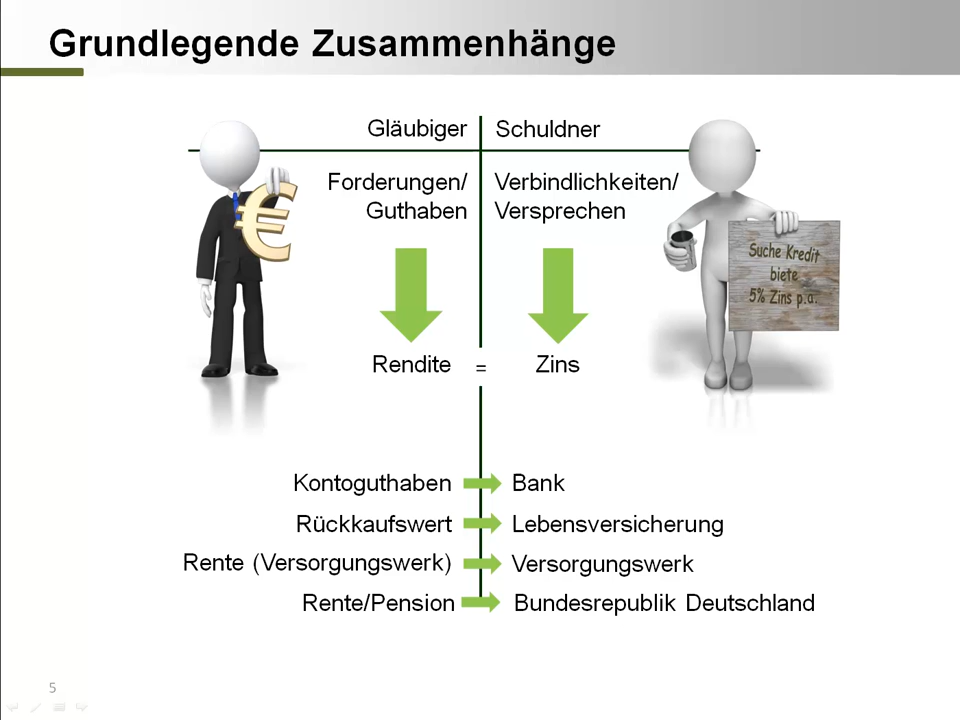 Grundlegende Zusammenhänge
Gläubiger
Schuldner
Forderungen/
Guthaben
Verbindlichkeiten/
Versprechen
€
Suche Kredit
biete
5% Zins p.a.
Rendite = Zins
Kontoguthaben
Bank
Rückkaufswert
Lebensversicherung
Rente (Versorgungswerk)
Versorgungswerk
Rente/Pension
Bundesrepublik Deutschland
5